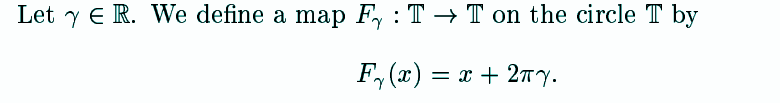 Let γ ∈ ℝ. We define a map F_γ : 𝕋 → 𝕋 on the circle 𝕋 by
F_γ(x) = x + 2πγ.